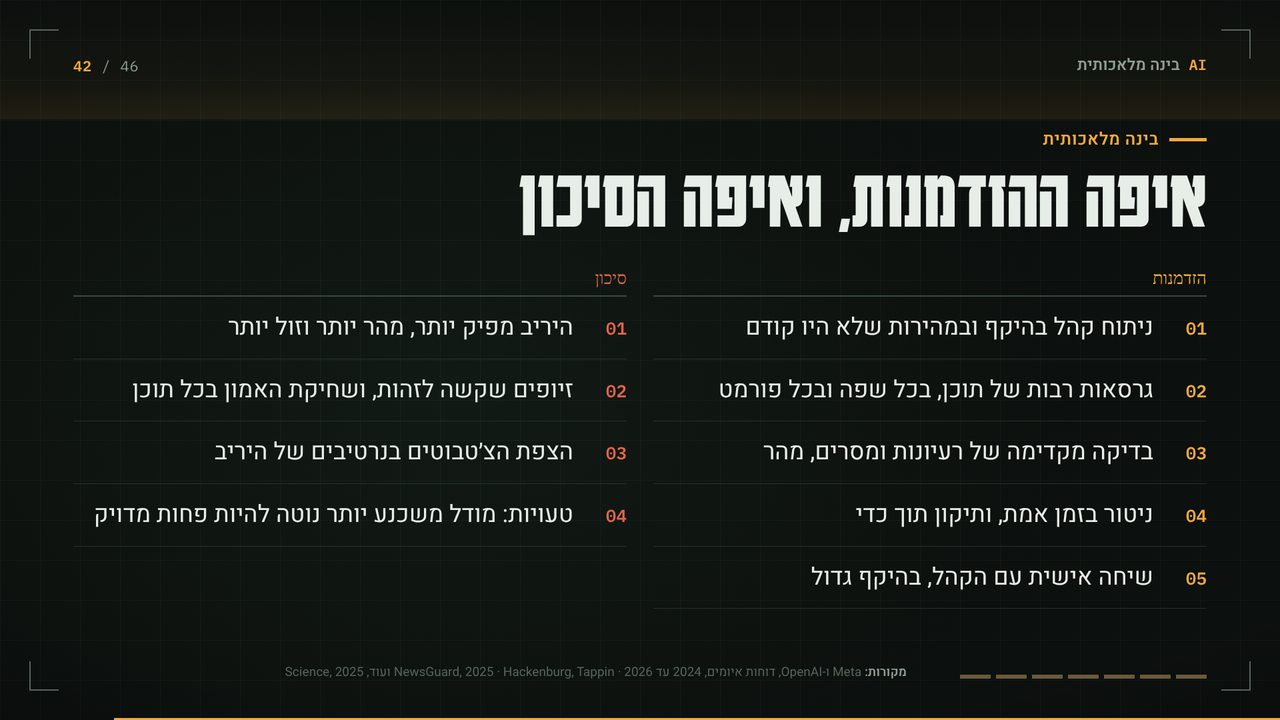 AI בינה מלאכותית
42 / 46
בינה מלאכותית
איפה ההזדמנות, ואיפה הסיכון
הזדמנות
01 ניתוח קהל בהיקף ובמהירות שלא היו קודם
02 גרסאות רבות של תוכן, בכל שפה ובכל פורמט
03 בדיקה מקדימה של רעיונות ומסרים, מהר
04 ניטור בזמן אמת, ותיקון תוך כדי
05 שיחה אישית עם הקהל, בהיקף גדול
סיכון
01 היריב מפיק יותר, מהר יותר וזול יותר
02 זיופים שקשה לזהות, ושחיקת האמון בכל תוכן
03 הצפת הצ׳טבוטים בנרטיבים של היריב
04 טעויות: מודל משכנע יותר נוטה להיות פחות מדויק
מקורות: Meta ו-OpenAI, דוחות איומים, 2024 עד 2026 · NewsGuard, 2025 · Hackenburg, Tappin ועוד, Science, 2025